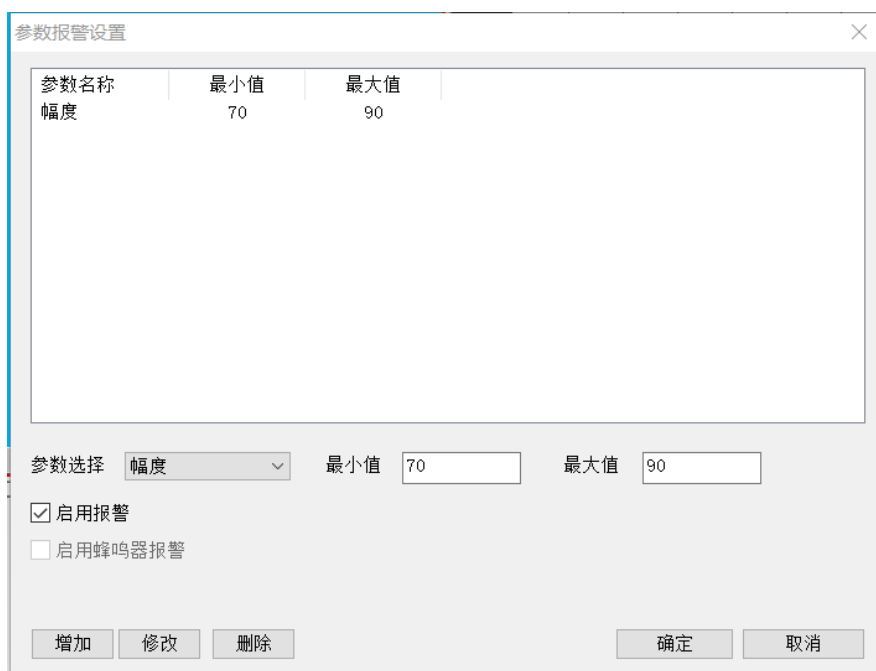 参数报警设置
参数名称 最小值 最大值
幅度 70 90
参数选择 幅度 最小值 70 最大值 90
启用报警
启用蜂鸣器报警
增加 修改 删除 确定 取消